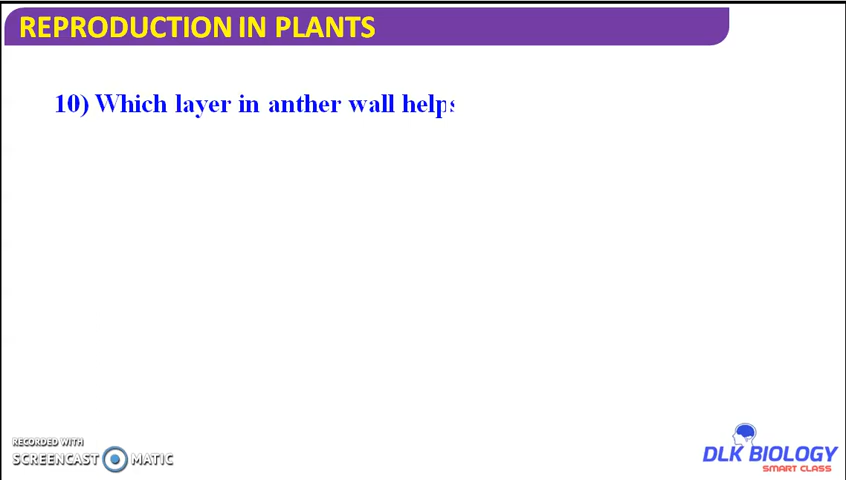 REPRODUCTION IN PLANTS
10) Which layer in anther wall helps
RECORDED WITH
SCREENCAST MATIC
DLK BIOLOGY
SMART CLASS